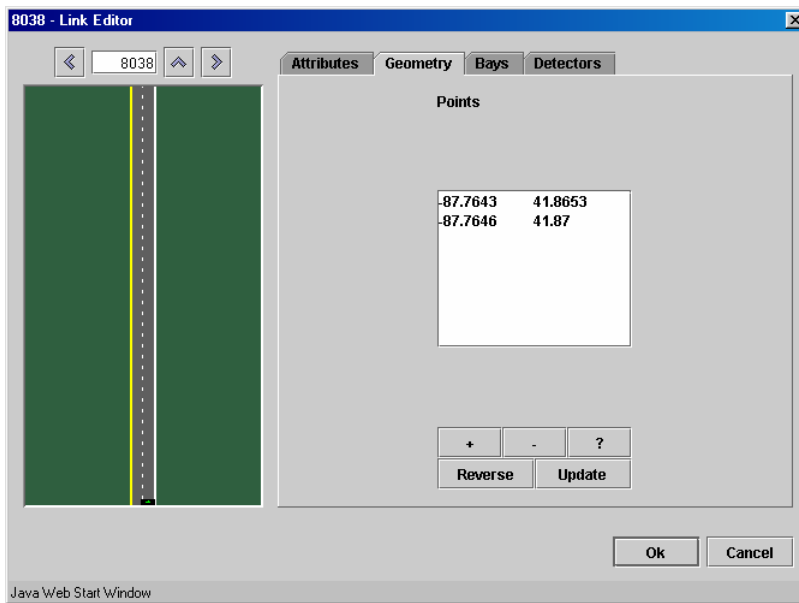 8038 - Link Editor
8038
Attributes Geometry Bays Detectors
Points
-87.7643 41.8653
-87.7646 41.87
+ - ?
Reverse Update
Ok Cancel
Java Web Start Window